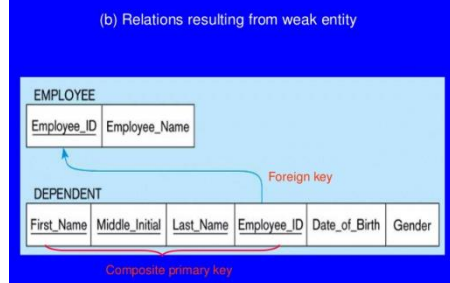 (b) Relations resulting from weak entity
EMPLOYEE
Employee_ID Employee_Name
Foreign key
DEPENDENT
First_Name Middle_Initial Last_Name Employee_ID Date_of_Birth Gender
Composite primary key